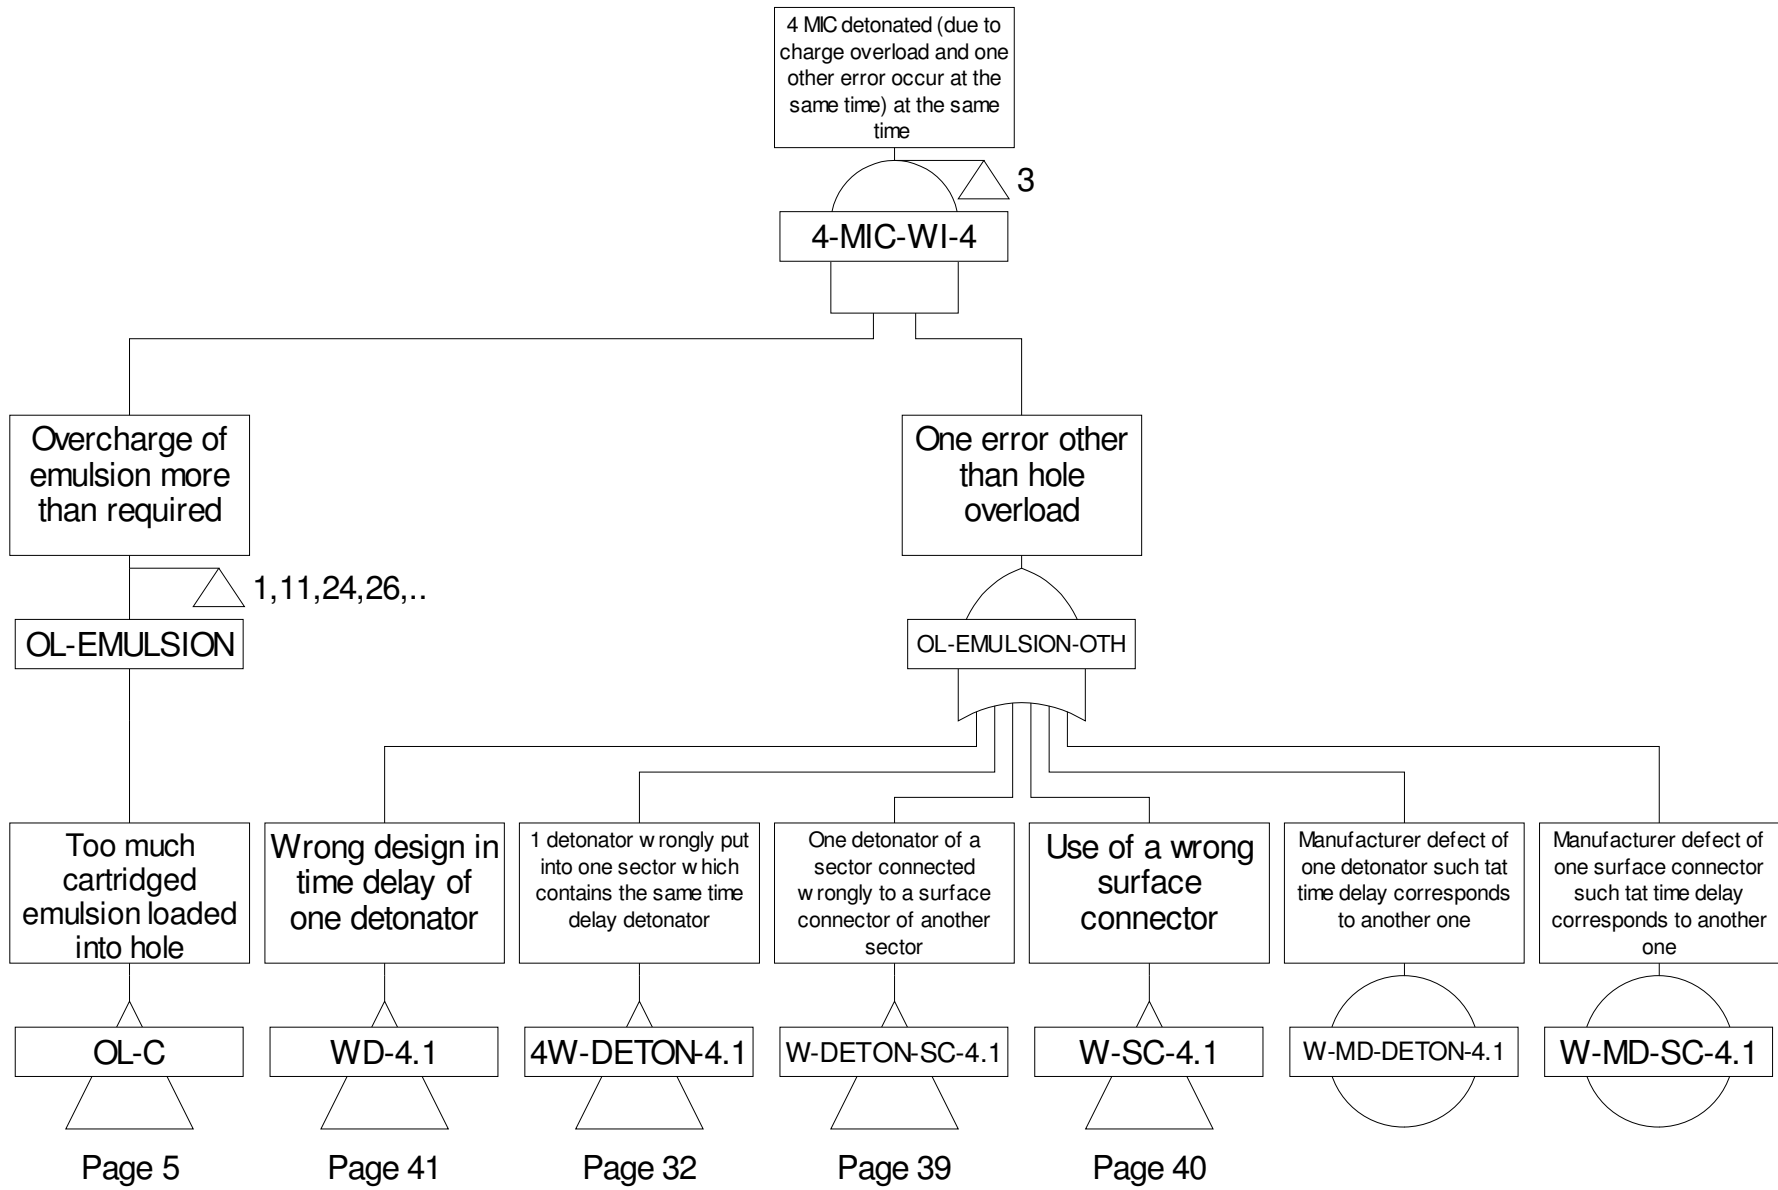 4 MIC detonated (due to
charge overload and one
other error occur at the
same time) at the same
time
3
4-MIC-WI-4
Overcharge of
emulsion more
than required
One error other
than hole
overload
1,11,24,26,..
OL-EMULSION
OL-EMULSION-OTH
Too much
cartridged
emulsion loaded
into hole
Wrong design in
time delay of
one detonator
1 detonator wrongly put
into one sector which
contains the same time
delay detonator
One detonator of a
sector connected
wrongly to a surface
connector of another
sector
Use of a wrong
surface
connector
Manufacturer defect of
one detonator such tat
time delay corresponds
to another one
Manufacturer defect of
one surface connector
such tat time delay
corresponds to another
one
OL-C
WD-4.1
4W-DETON-4.1
W-DETON-SC-4.1
W-SC-4.1
W-MD-DETON-4.1
W-MD-SC-4.1
Page 5
Page 41
Page 32
Page 39
Page 40